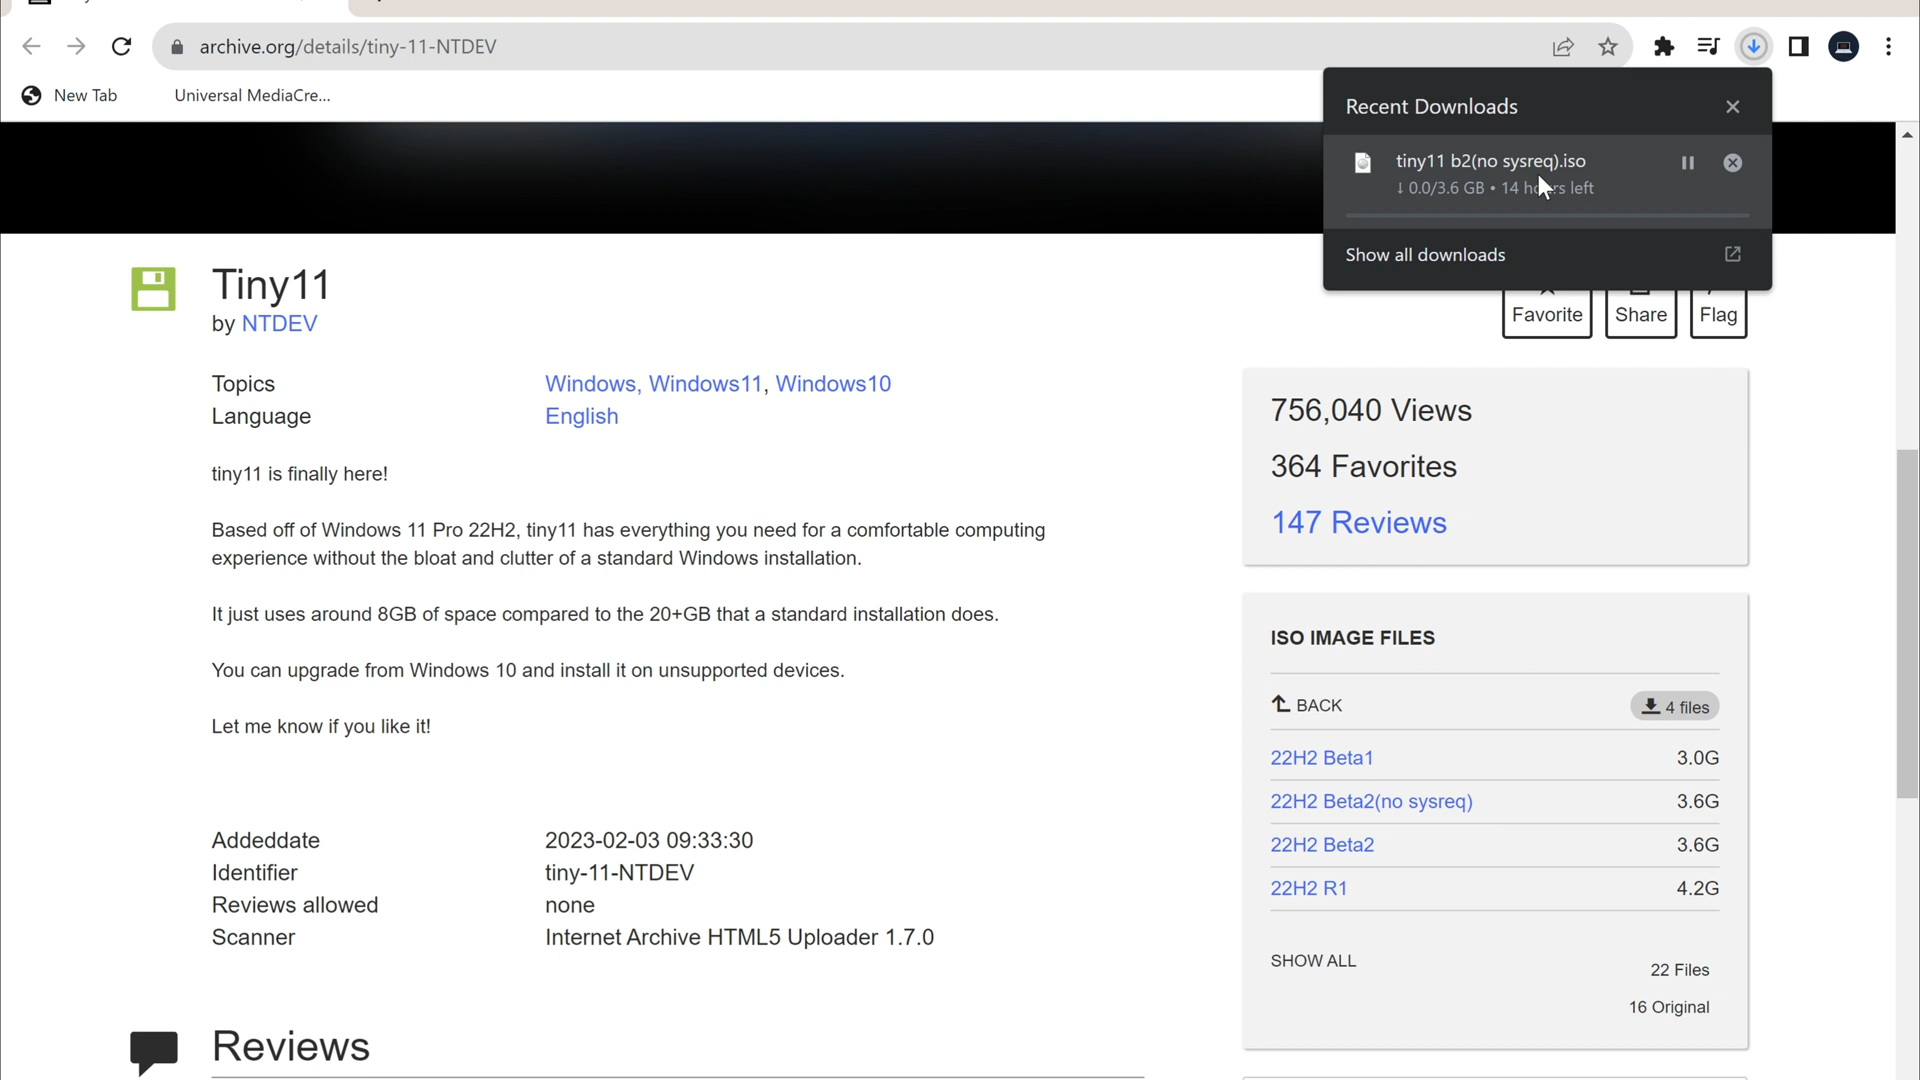 archive.org/details/tiny-11-NTDEV
New Tab
Universal MediaCre...
Recent Downloads
tiny11 b2(no sysreq).iso
↓ 0.0/3.6 GB • 14 hours left
Show all downloads
Tiny11
by NTDEV
Favorite
Share
Flag
Topics Windows, Windows11, Windows10
Language English
tiny11 is finally here!
Based off of Windows 11 Pro 22H2, tiny11 has everything you need for a comfortable computing
experience without the bloat and clutter of a standard Windows installation.
It just uses around 8GB of space compared to the 20+GB that a standard installation does.
You can upgrade from Windows 10 and install it on unsupported devices.
Let me know if you like it!
Addeddate 2023-02-03 09:33:30
Identifier tiny-11-NTDEV
Reviews allowed none
Scanner Internet Archive HTML5 Uploader 1.7.0
Reviews
756,040 Views
364 Favorites
147 Reviews
ISO IMAGE FILES
BACK 4 files
22H2 Beta1 3.0G
22H2 Beta2(no sysreq) 3.6G
22H2 Beta2 3.6G
22H2 R1 4.2G
SHOW ALL 22 Files
16 Original